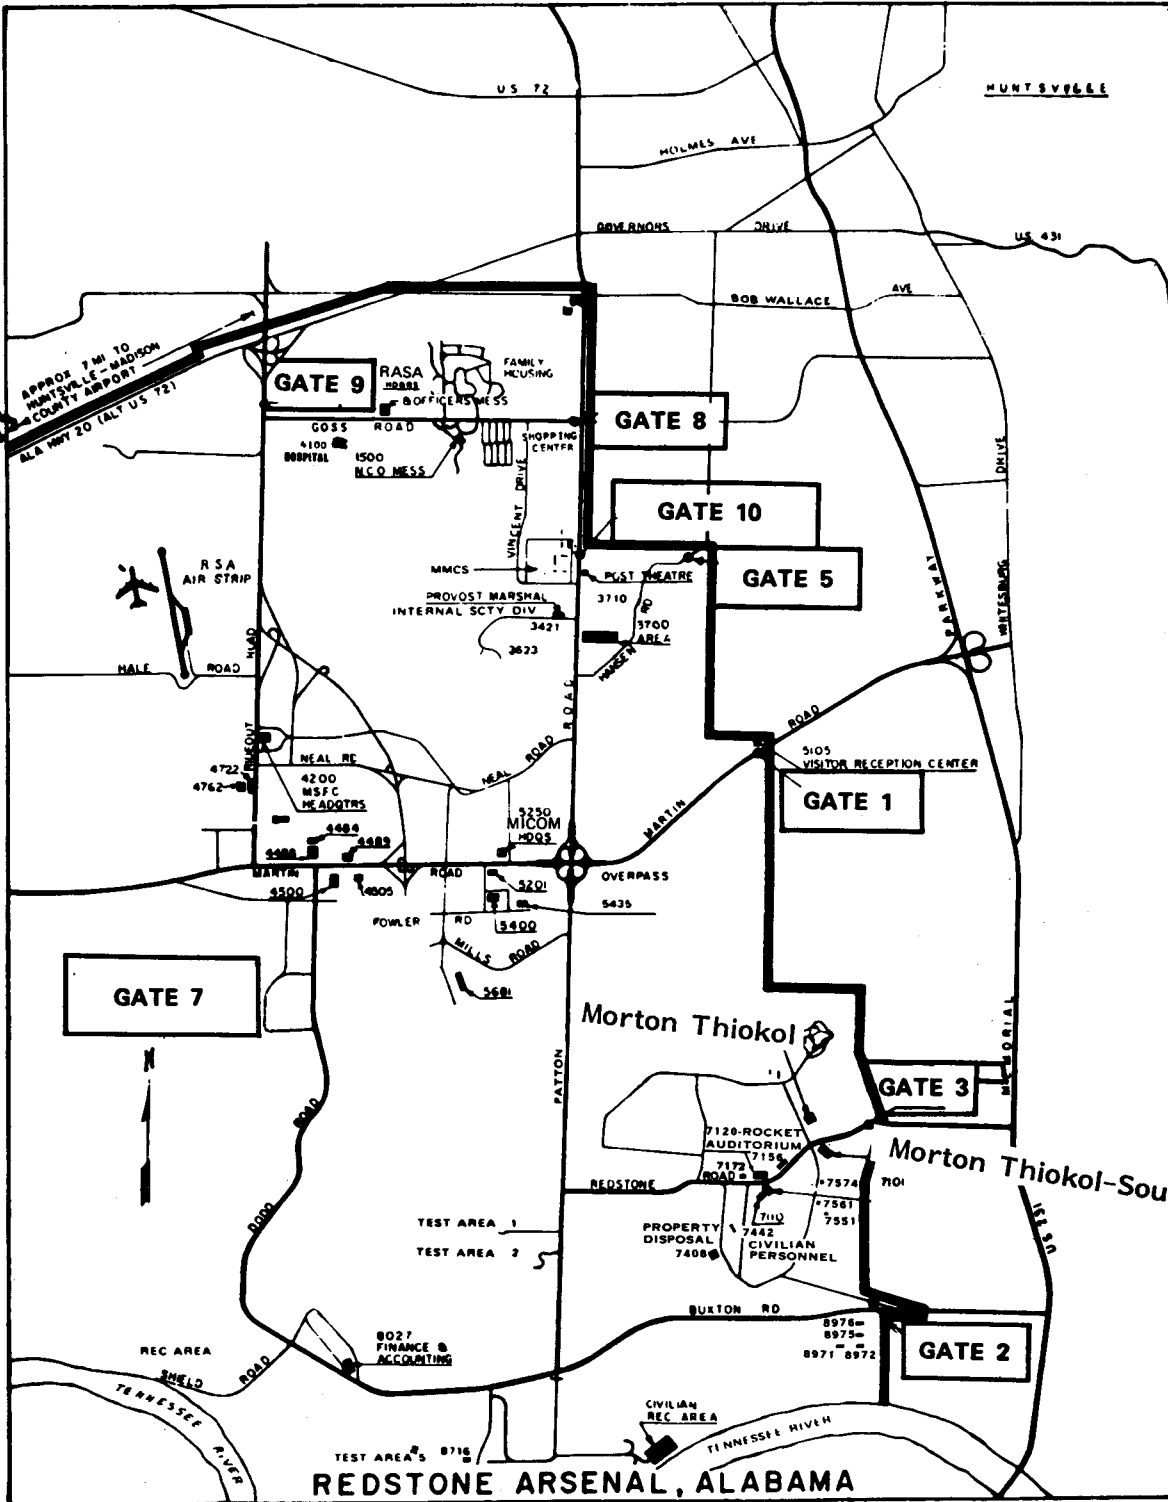 US 72
HUNTSVILLE
HOLMES AVE
GOVERNORS DRIVE
US 431
BOB WALLACE AVE
APPROX 7 MI TO
HUNTSVILLE-MADISON
COUNTY AIRPORT
ALA HWY 20 (ALT US 72)
GATE 9
RASA
HDQRS
& OFFICERS MESS
FAMILY
HOUSING
GOSS ROAD
4100
HOSPITAL
1500
N.C.O MESS
SHOPPING
CENTER
GATE 8
VINCENT DRIVE
DRIVE
GATE 10
RSA
AIR STRIP
MMCS
POST THEATRE
3710
GATE 5
PROVOST MARSHAL
INTERNAL SCTY DIV
3421
3623
3700
AREA
HANSEN RD
PARKWAY
WHITESBURG
HALE ROAD
ROAD
RIDEOUT
ROAD
ROAD
NEAL RD
NEAL ROAD
4722
4762
4200
MSFC
HEADQTRS
5105
VISITOR RECEPTION CENTER
GATE 1
MARTIN
5250
MICOM
HDQS
4484
4488
4489
MARTIN ROAD
OVERPASS
4500
4505
5201
5435
FOWLER RD
5400
MILLS ROAD
5681
GATE 7
N
Morton Thiokol
MEMORIAL
PATTON
GATE 3
ROAD
7120-ROCKET
AUDITORIUM
7156
7172
Morton Thiokol-Sou
REDSTONE ROAD
7574
7101
7561
7551
7110
DODD
TEST AREA 1
TEST AREA 2
PROPERTY
DISPOSAL
7408
7442
CIVILIAN
PERSONNEL
US 231
BUXTON RD
8976
8975
8971 8972
GATE 2
8027
FINANCE &
ACCOUNTING
REC AREA
SHIELD ROAD
TENNESSEE RIVER
CIVILIAN
REC AREA
TENNESSEE RIVER
TEST AREA 5
8716
REDSTONE ARSENAL, ALABAMA